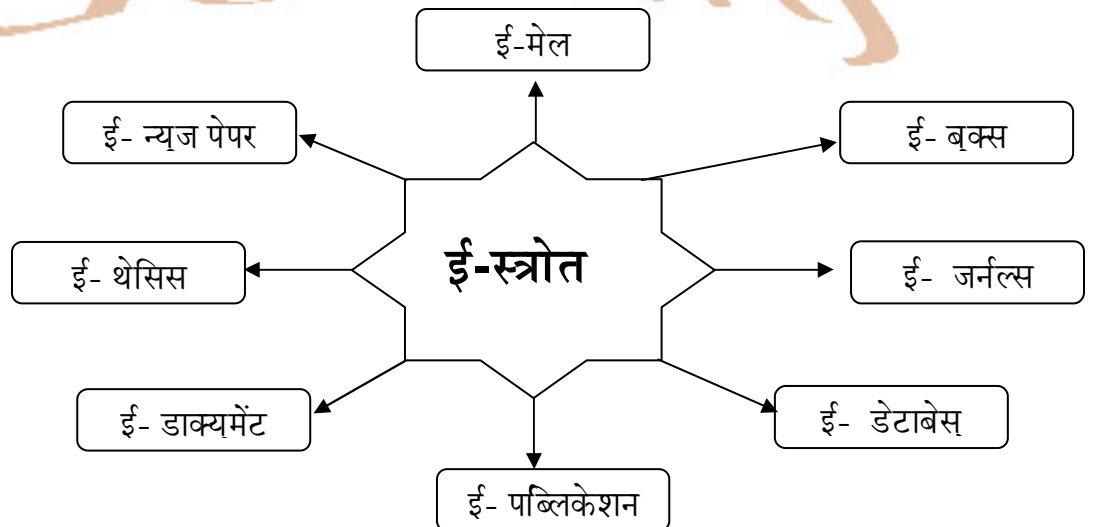 ई-मेल
ई- न्यूज पेपर
ई- बुक्स
ई-स्त्रोत
ई- थेसिस
ई- जर्नल्स
ई- डाक्यूमेंट
ई- डेटाबेस्
ई- पब्लिकेशन